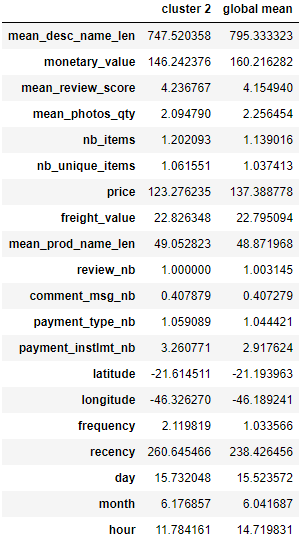 cluster 2 global mean
mean_desc_name_len 747.520358 795.333323
monetary_value 146.242376 160.216282
mean_review_score 4.236767 4.154940
mean_photos_qty 2.094790 2.256454
nb_items 1.202093 1.139016
nb_unique_items 1.061551 1.037413
price 123.276235 137.388778
freight_value 22.826348 22.795094
mean_prod_name_len 49.052823 48.871968
review_nb 1.000000 1.003145
comment_msg_nb 0.407879 0.407279
payment_type_nb 1.059089 1.044421
payment_instlmt_nb 3.260771 2.917624
latitude -21.614511 -21.193963
longitude -46.326270 -46.189241
frequency 2.119819 1.033566
recency 260.645466 238.426456
day 15.732048 15.523572
month 6.176857 6.041687
hour 11.784161 14.719831